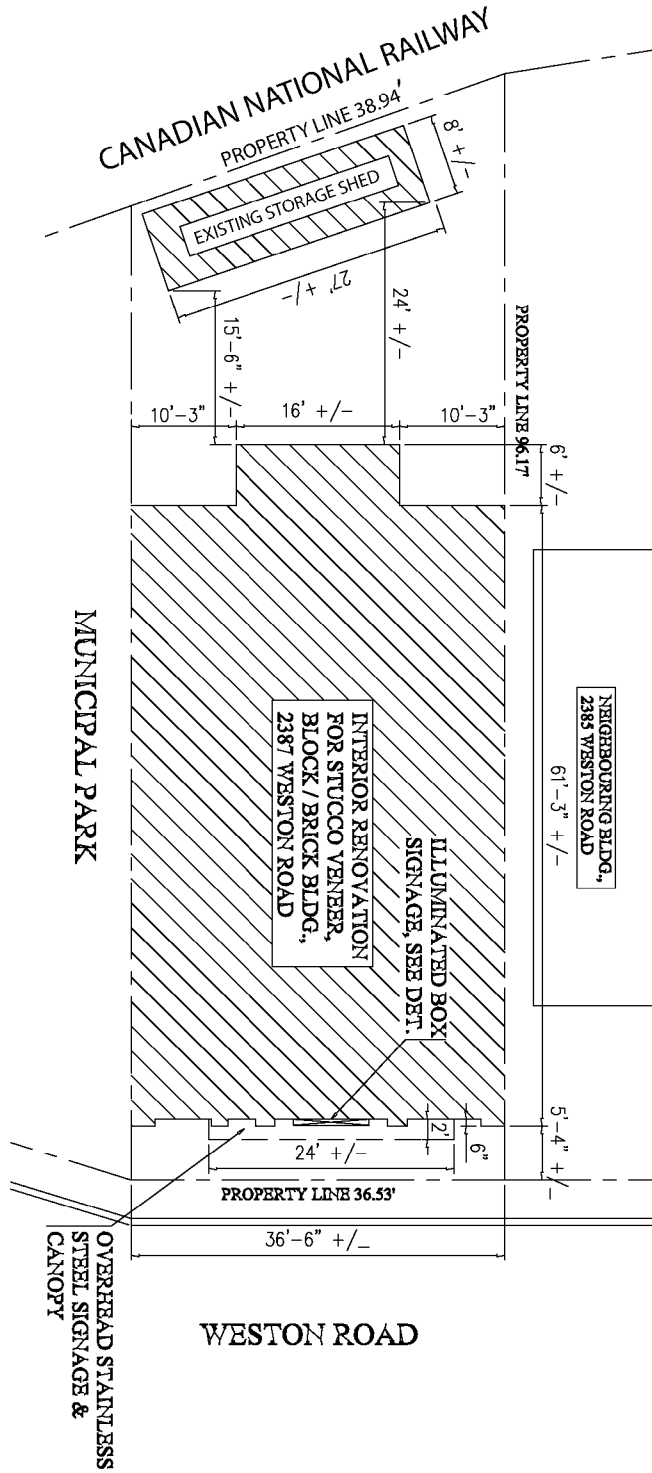 CANADIAN NATIONAL RAILWAY
PROPERTY LINE 38.94'
8' +/-
EXISTING STORAGE SHED
27' +/-
24' +/-
15'-6" +/-
PROPERTY LINE 96.17'
10'-3"
16' +/-
10'-3"
6' +/-
MUNICIPAL PARK
INTERIOR RENOVATION
FOR STUCCO VENEER,
BLOCK / BRICK BLDG.,
2387 WESTON ROAD
NEIGHBOURING BLDG.,
2385 WESTON ROAD
61'-3" +/-
ILLUMINATED BOX
SIGNAGE, SEE DET.
2'
6"
5'-4" +/-
24' +/-
PROPERTY LINE 36.53'
36'-6" +/-
OVERHEAD STAINLESS
STEEL SIGNAGE &
CANOPY
WESTON ROAD